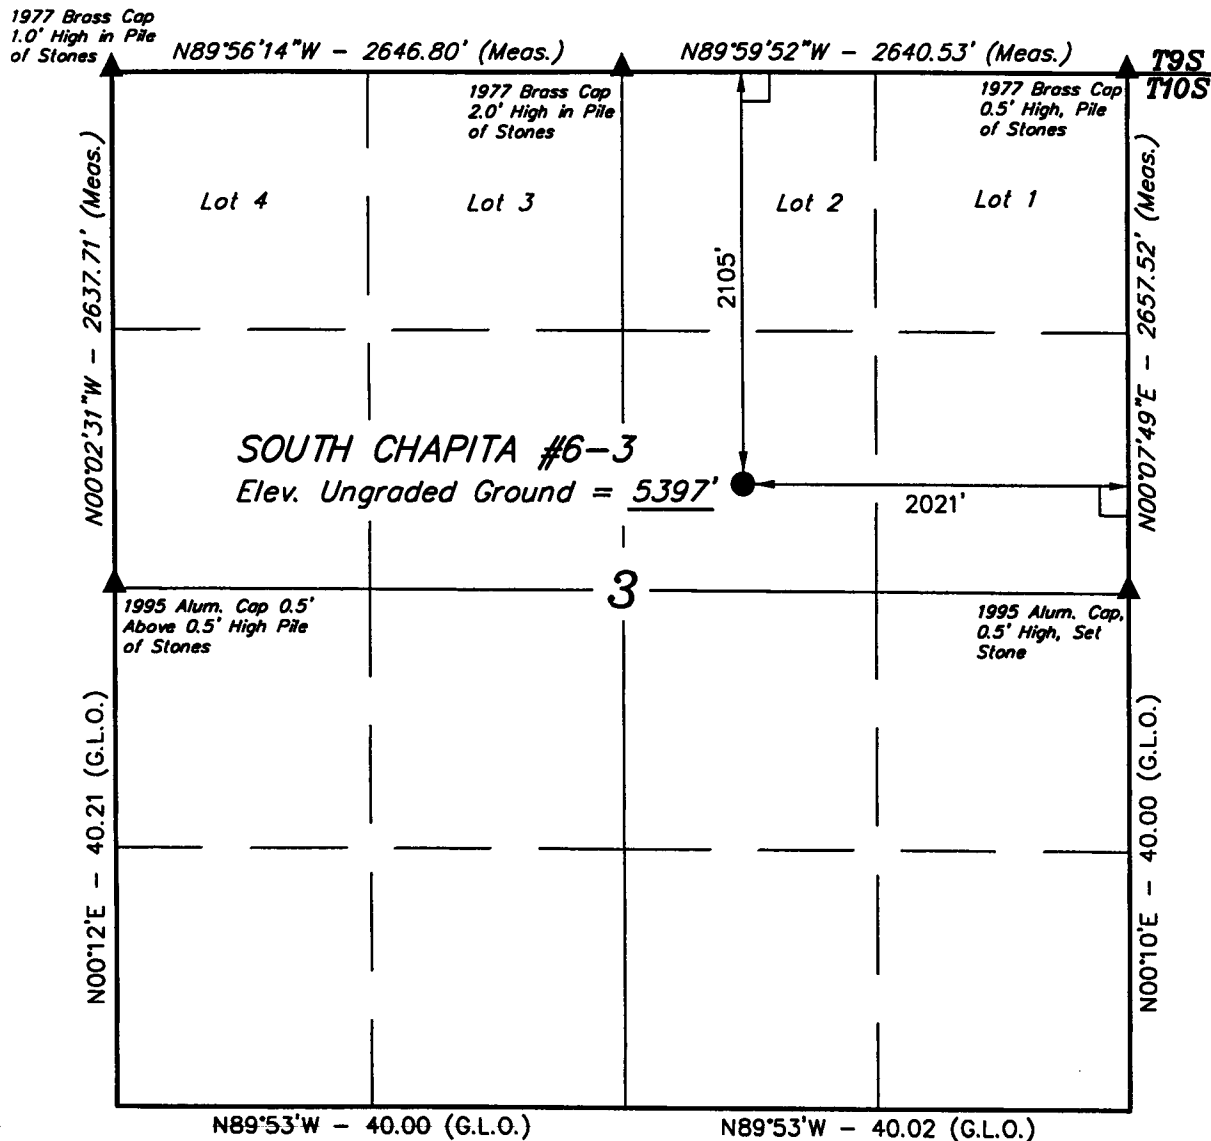 1977 Brass Cap
1.0' High in Pile
of Stones
N89°56'14"W - 2646.80' (Meas.)
N89°59'52"W - 2640.53' (Meas.)
T9S
T10S
1977 Brass Cap
2.0' High in Pile
of Stones
1977 Brass Cap
0.5' High, Pile
of Stones
N00°02'31"W - 2637.71' (Meas.)
Lot 4
Lot 3
Lot 2
Lot 1
N00°07'49"E - 2657.52' (Meas.)
2105'
SOUTH CHAPITA #6-3
Elev. Ungraded Ground = 5397'
2021'
3
1995 Alum. Cap 0.5'
Above 0.5' High Pile
of Stones
1995 Alum. Cap,
0.5' High, Set
Stone
N00°12'E - 40.21 (G.L.O.)
N00°10'E - 40.00 (G.L.O.)
N89°53'W - 40.00 (G.L.O.)
N89°53'W - 40.02 (G.L.O.)